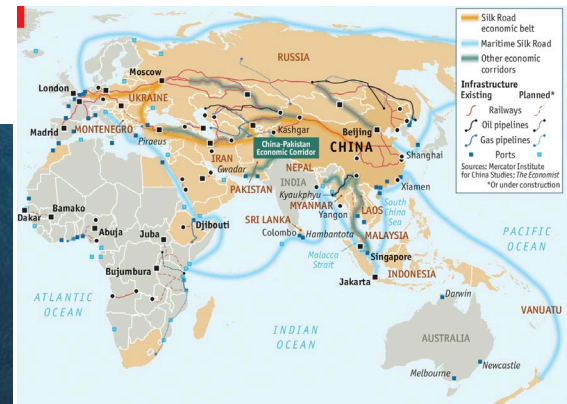 Silk Road
economic belt
Maritime Silk Road
Other economic
corridors
Infrastructure
Existing Planned*
Railways
Oil pipelines
Gas pipelines
Ports
Sources: Mercator Institute
for China Studies; The Economist
*Or under construction
RUSSIA
Moscow
London
UKRAINE
Madrid
MONTENEGRO
Piraeus
Kashgar
Beijing
CHINA
China-Pakistan
Economic Corridor
IRAN
Gwadar
NEPAL
Shanghai
PAKISTAN
INDIA
Kyaukphyu
MYANMAR
Xiamen
Yangon
LAOS
South
China
Sea
Dakar
Bamako
Abuja
Juba
Djibouti
SRI LANKA
Colombo
Hambantota
MALAYSIA
Malacca
Strait
Singapore
PACIFIC
OCEAN
Bujumbura
Jakarta
INDONESIA
ATLANTIC
OCEAN
INDIAN
OCEAN
Darwin
VANUATU
AUSTRALIA
Newcastle
Melbourne